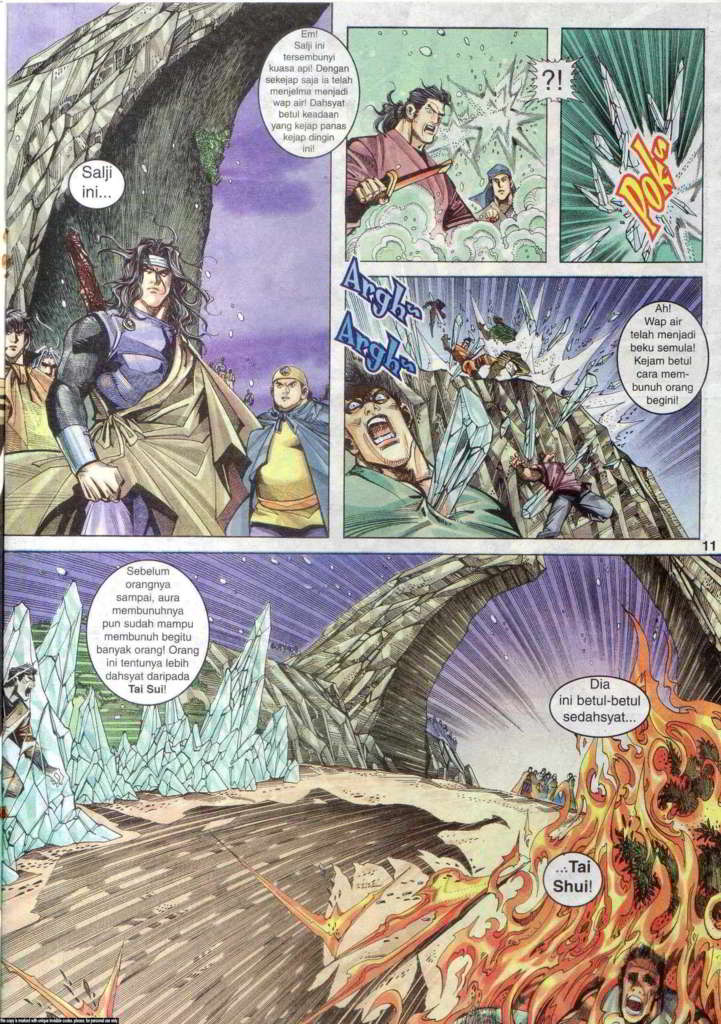 Salji
ini...
Em!
Salji ini
tersembunyi
kuasa api! Dengan
sekejap saja ia telah
menjelma menjadi
wap air! Dahsyat
betul keadaan
yang kejap panas
kejap dingin
ini!
?!
Poks
Argh~
Argh~
Ah!
Wap air
telah menjadi
beku semula!
Kejam betul
cara mem-
bunuh orang
begini!
11
Sebelum
orangnya
sampai, aura
membunuhnya
pun sudah mampu
membunuh begitu
banyak orang! Orang
ini tentunya lebih
dahsyat daripada
Tai Sui!
Dia
ini betul-betul
sedahsyat...
...Tai
Shui!